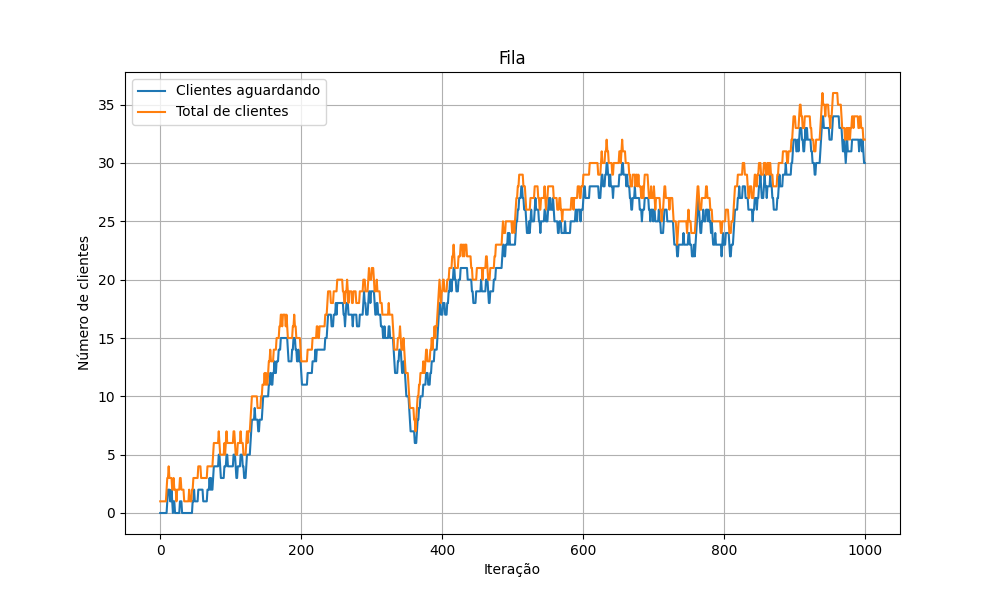 Fila
Clientes aguardando
Total de clientes
Número de clientes
35
30
25
20
15
10
5
0
0 200 400 600 800 1000
Iteração